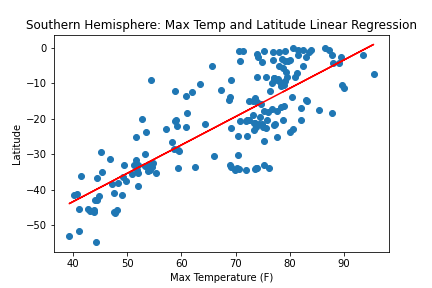 Southern Hemisphere: Max Temp and Latitude Linear Regression
0
−10
−20
−30
−40
−50
Latitude
40 50 60 70 80 90
Max Temperature (F)